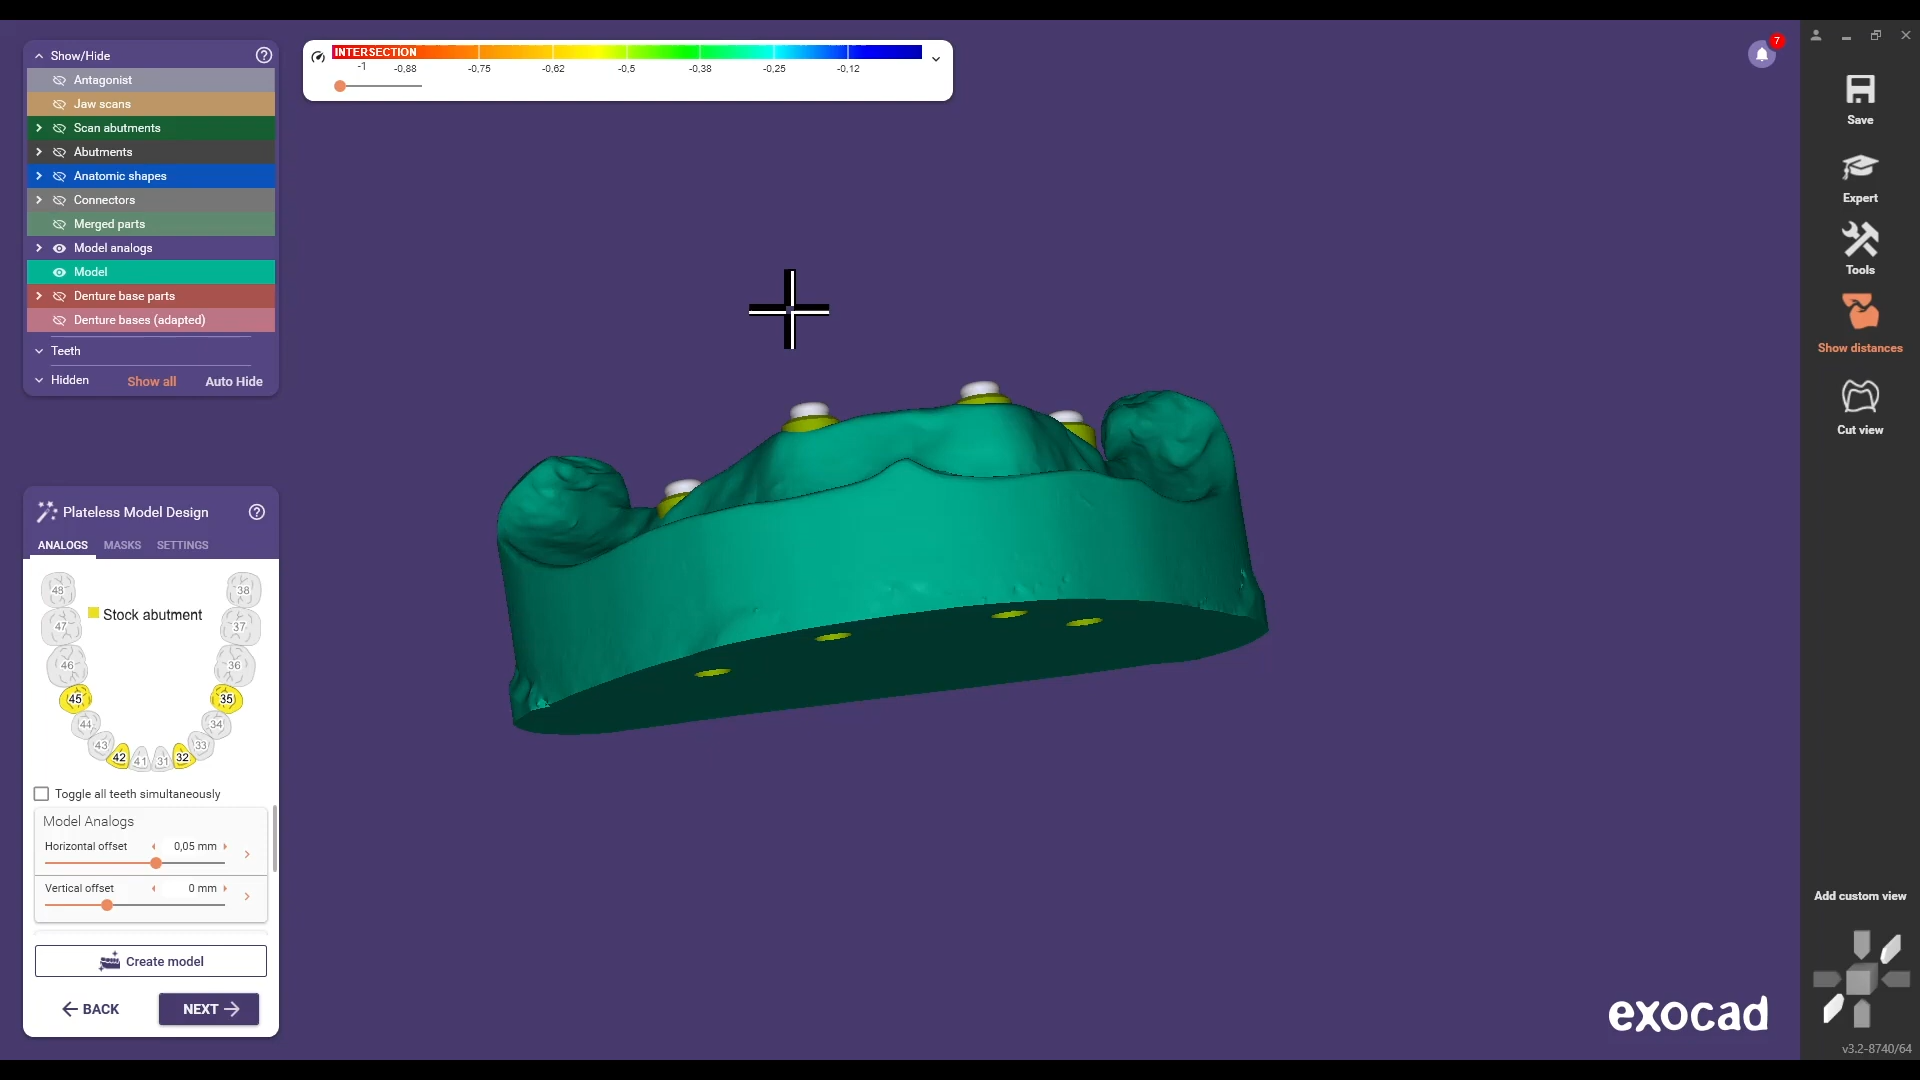 Show/Hide
Antagonist
Jaw scans
Scan abutments
Abutments
Anatomic shapes
Connectors
Merged parts
Model analogs
Model
Denture base parts
Denture bases (adapted)
Teeth
Hidden Show all Auto Hide
INTERSECTION
-1 -0,88 -0,75 -0,62 -0,5 -0,38 -0,25 -0,12
7
Save
Expert
Tools
Show distances
Cut view
Plateless Model Design
ANALOGS MASKS SETTINGS
48 38
Stock abutment
47 37
46 36
45 35
44 34
43 33
42 41 31 32
Toggle all teeth simultaneously
Model Analogs
Horizontal offset 0,05 mm
Vertical offset 0 mm
Create model
BACK NEXT
Add custom view
exocad
v3.2-8740/64